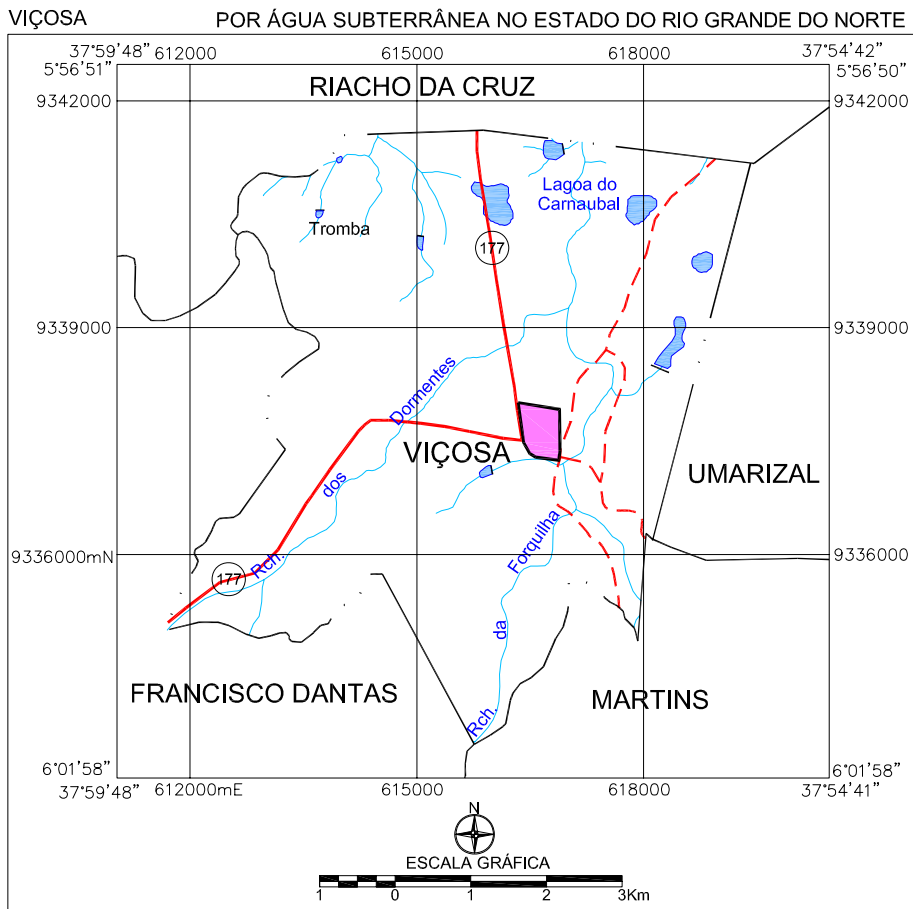 VIÇOSA
POR ÁGUA SUBTERRÂNEA NO ESTADO DO RIO GRANDE DO NORTE
37°59'48"
612000
615000
618000
37°54'42"
5°56'51"
5°56'50"
RIACHO DA CRUZ
9342000
9342000
Lagoa do
Carnaubal
Tromba
177
9339000
9339000
Dormentes
VIÇOSA
UMARIZAL
dos
Forquilha
9336000mN
Rch.
9336000
177
da
FRANCISCO DANTAS
MARTINS
Rch.
6°01'58"
6°01'58"
37°59'48"
612000mE
615000
618000
37°54'41"
N
ESCALA GRÁFICA
1 0 1 2 3Km